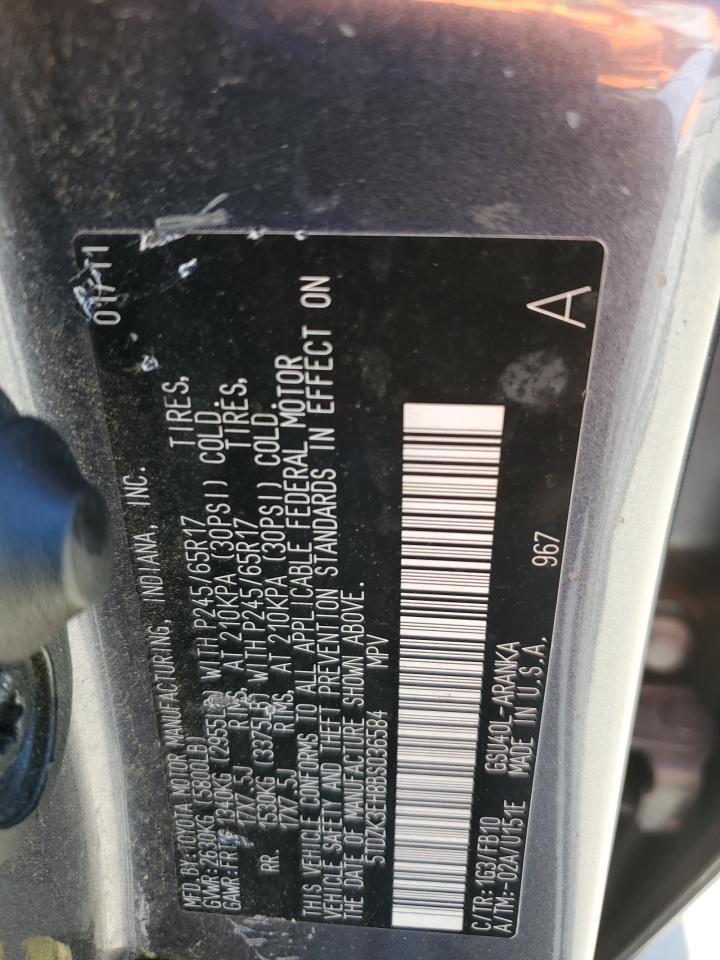 MFD. BY: TOYOTA MOTOR MANUFACTURING, INDIANA, INC. 01/11
GVWR: 2630KG (5800LB)
GAWR: FRT. 1340KG (2955LB) WITH P245/65R17 TIRES,
17X7.5J RIMS, AT 210KPA (30PSI) COLD.
RR. 1530KG (3375LB) WITH P245/65R17 TIRES,
17X7.5J RIMS, AT 210KPA (30PSI) COLD.
THIS VEHICLE CONFORMS TO ALL APPLICABLE FEDERAL MOTOR
VEHICLE SAFETY AND THEFT PREVENTION STANDARDS IN EFFECT ON
THE DATE OF MANUFACTURE SHOWN ABOVE.
5TDZK3EH8BS036584 MPV
C/TR: 1G3/FB10 GSU40L-ARANKA 967
A/TM:-02A/U151E MADE IN U.S.A. A